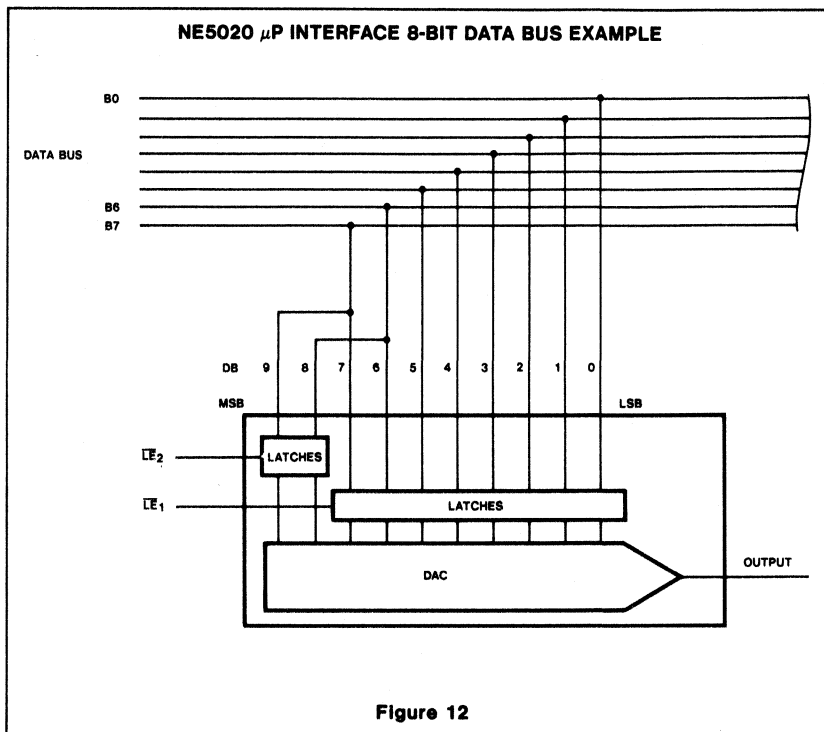 NE5020 μP INTERFACE 8-BIT DATA BUS EXAMPLE
B0
DATA BUS
B6
B7
DB 9 8 7 6 5 4 3 2 1 0
MSB LSB
LE2 LATCHES
LE1 LATCHES
DAC OUTPUT
Figure 12